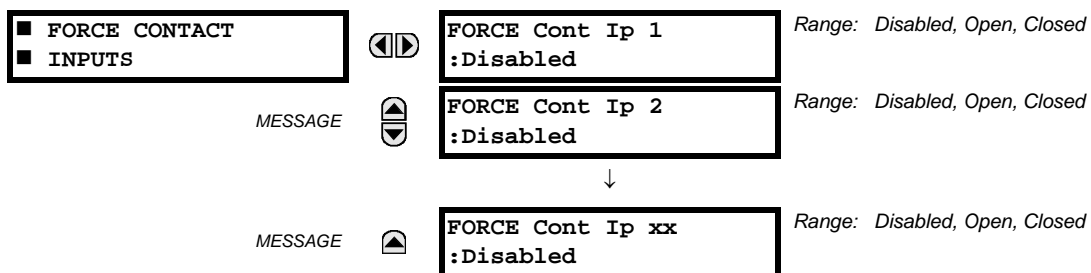 ■ FORCE CONTACT
■ INPUTS
FORCE Cont Ip 1
:Disabled
Range: Disabled, Open, Closed
MESSAGE
FORCE Cont Ip 2
:Disabled
Range: Disabled, Open, Closed
↓
MESSAGE
FORCE Cont Ip xx
:Disabled
Range: Disabled, Open, Closed